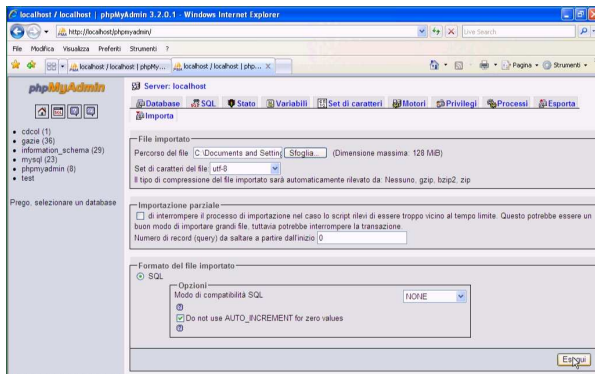 localhost / localhost | phpMyAdmin 3.2.0.1 - Windows Internet Explorer
http://localhost/phpmyadmin/
Live Search
File Modifica Visualizza Preferiti Strumenti ?
localhost / localhost | phpMy... localhost / localhost | php... X Pagina Strumenti
phpMyAdmin
Server: localhost
Database SQL Stato Variabili Set di caratteri Motori Privilegi Processi Esporta
Importa
cdcol (1)
gazie (36)
information_schema (29)
mysql (23)
phpmyadmin (8)
test
Prego, selezionare un database
File importato
Percorso del file C:\Documents and Setting Sfoglia... (Dimensione massima: 128 MiB)
Set di caratteri del file: utf-8
Il tipo di compressione del file importato sarà automaticamente rilevato da: Nessuno, gzip, bzip2, zip
Importazione parziale
di interrompere il processo di importazione nel caso lo script rilevi di essere troppo vicino al tempo limite. Questo potrebbe essere un
buon modo di importare grandi file, tuttavia potrebbe interrompere la transazione.
Numero di record (query) da saltare a partire dall'inizio 0
Formato del file importato
SQL
Opzioni
Modo di compatibilità SQL NONE
Do not use AUTO_INCREMENT for zero values
Esegui